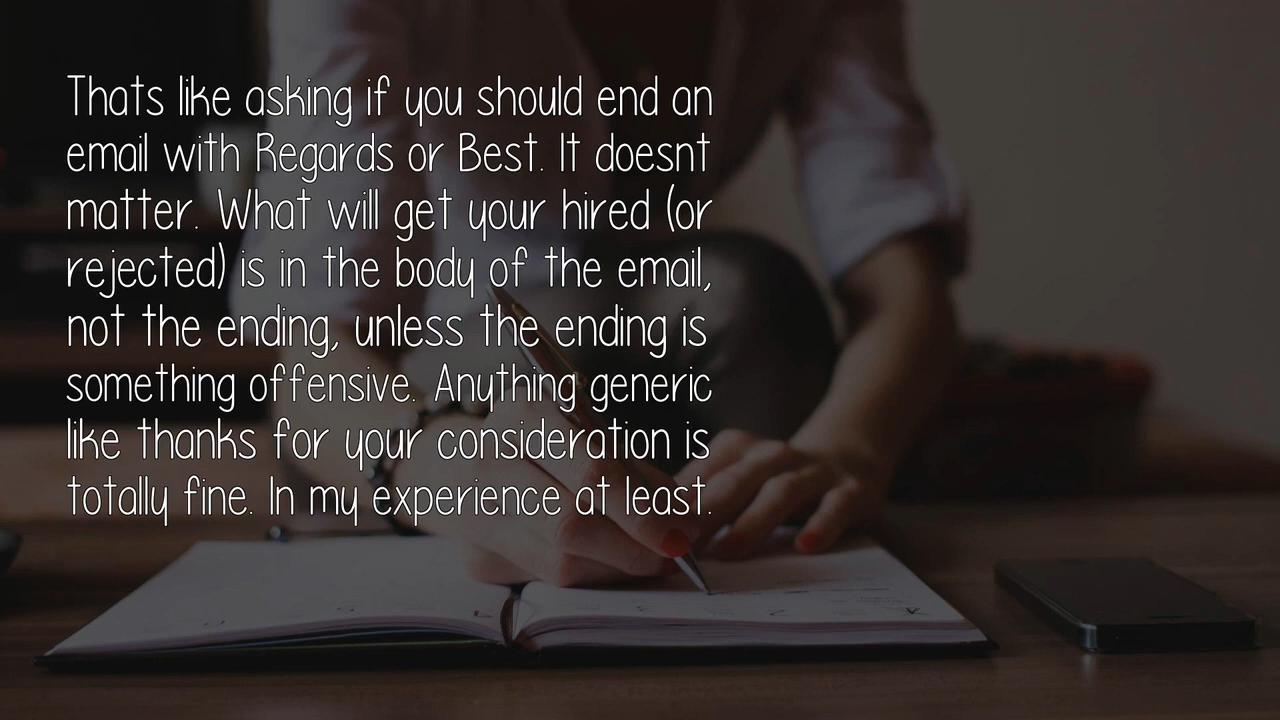 Thats like asking if you should end an
email with Regards or Best. It doesnt
matter. What will get your hired (or
rejected) is in the body of the email,
not the ending, unless the ending is
something offensive. Anything generic
like thanks for your consideration is
totally fine. In my experience at least.